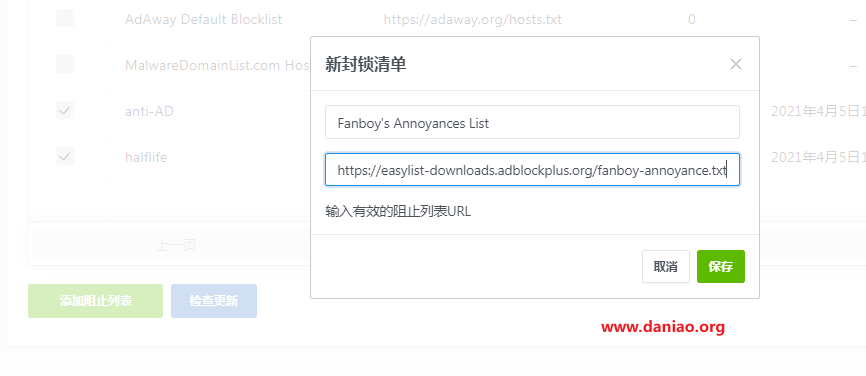 AdAway Default Blocklist https://adaway.org/hosts.txt 0 –
新封锁清单
MalwareDomainList.com Hos –
Fanboy's Annoyances List
anti-AD 2021年4月5日1
halflife 2021年4月5日1
https://easylist-downloads.adblockplus.org/fanboy-annoyance.txt
输入有效的阻止列表URL
上一页
取消 保存
添加阻止列表 检查更新
www.daniao.org